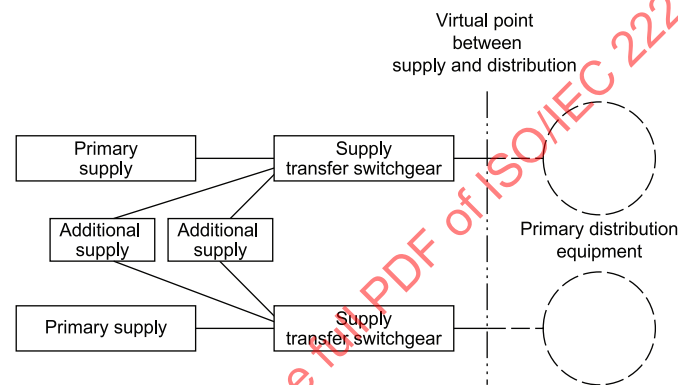 Virtual point
between
supply and distribution
Primary
supply
Supply
transfer switchgear
Additional
supply
Additional
supply
Primary distribution
equipment
Primary supply
Supply
transfer switchgear
e full PDF of ISO/IEC 222